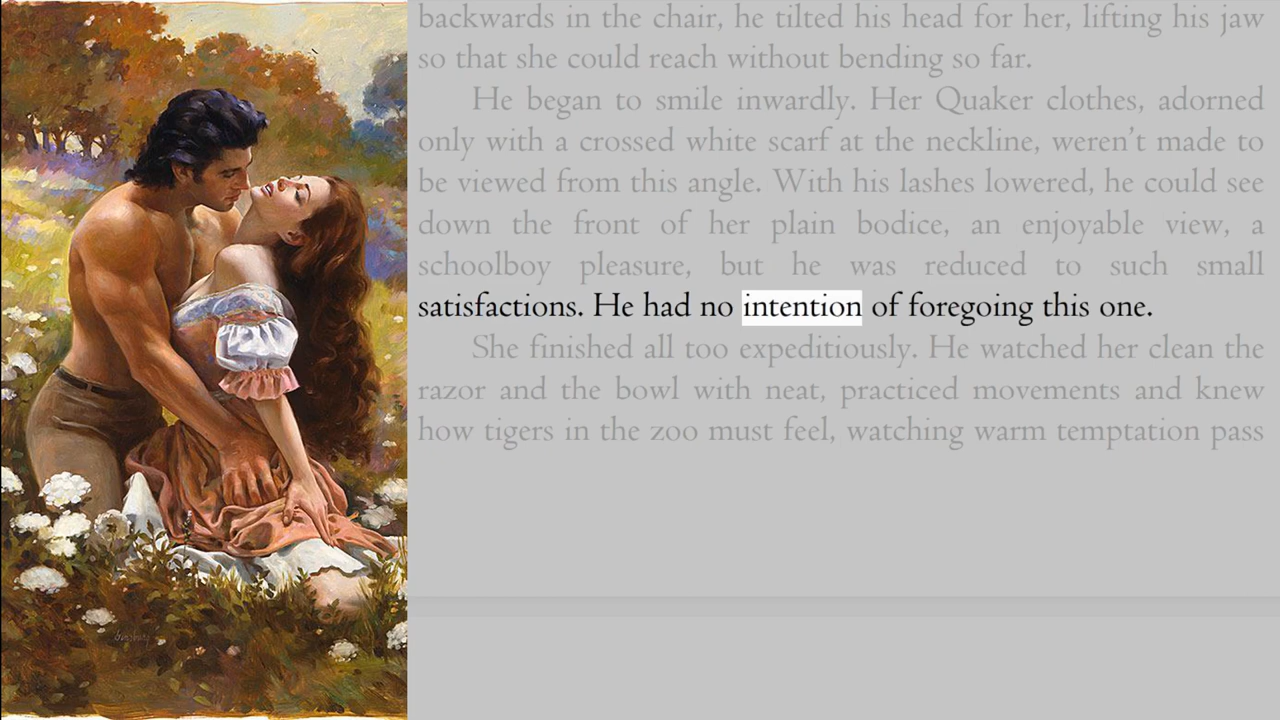 backwards in the chair, he tilted his head for her, lifting his jaw
so that she could reach without bending so far.
He began to smile inwardly. Her Quaker clothes, adorned
only with a crossed white scarf at the neckline, weren’t made to
be viewed from this angle. With his lashes lowered, he could see
down the front of her plain bodice, an enjoyable view, a
schoolboy pleasure, but he was reduced to such small
satisfactions. He had no intention of foregoing this one.
She finished all too expeditiously. He watched her clean the
razor and the bowl with neat, practiced movements and knew
how tigers in the zoo must feel, watching warm temptation pass